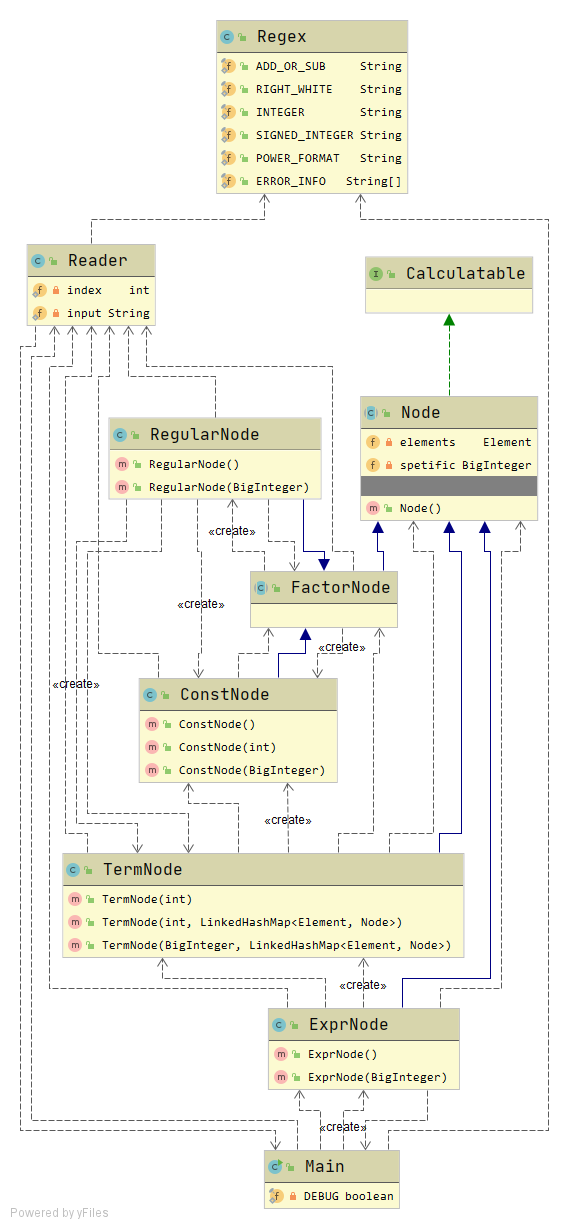 Regex
ADD_OR_SUB String
RIGHT_WHITE String
INTEGER String
SIGNED_INTEGER String
POWER_FORMAT String
ERROR_INFO String[]
Reader
index int
input String
Calculatable
Node
elements Element
spetific BigInteger
Node()
RegularNode
RegularNode()
RegularNode(BigInteger)
«create»
FactorNode
«create»
«create»
«create»
ConstNode
ConstNode()
ConstNode(int)
ConstNode(BigInteger)
«create»
TermNode
TermNode(int)
TermNode(int, LinkedHashMap<Element, Node>)
TermNode(BigInteger, LinkedHashMap<Element, Node>)
«create»
ExprNode
ExprNode()
ExprNode(BigInteger)
«create»
Main
DEBUG boolean
Powered by yFiles